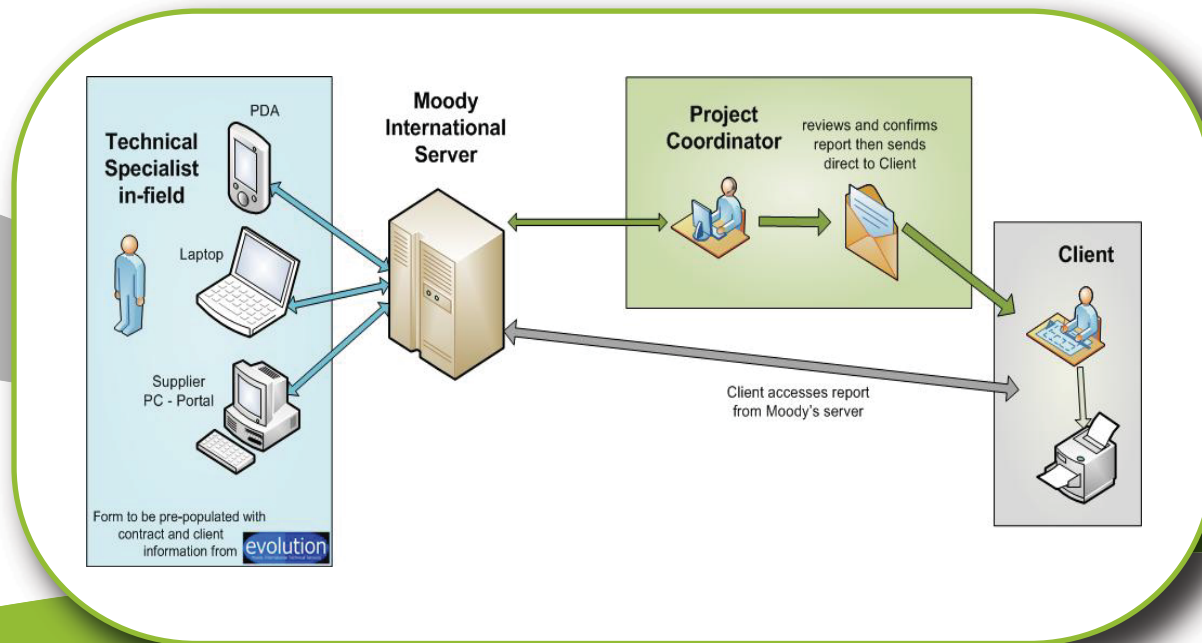 Technical
Specialist
in-field
PDA
Laptop
Supplier
PC - Portal
Form to be pre-populated with
contract and client
information from
evolution
Moody
International
Server
Project
Coordinator
reviews and confirms
report then sends
direct to Client
Client
Client accesses report
from Moody's server